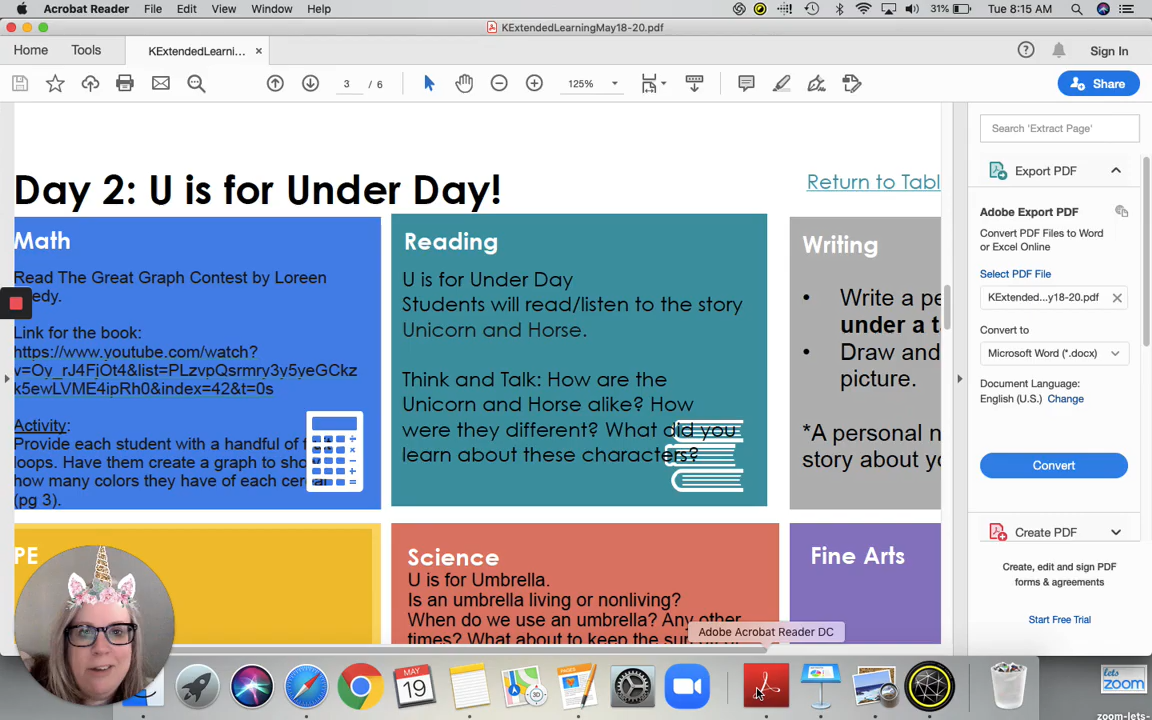 Acrobat Reader File Edit View Window Help 31% Tue 8:15 AM
KExtendedLearningMay18-20.pdf
Home Tools KExtendedLearni... × Sign In
3 / 6 125% Share
Day 2: U is for Under Day!
Return to Tabl
Math
Read The Great Graph Contest by Loreen
edy.
Link for the book:
https://www.youtube.com/watch?
v=Oy_rJ4FjOt4&list=PLzvpQsrmry3y5yeGCkz
k5ewLVME4ipRh0&index=42&t=0s
Activity:
Provide each student with a handful of f
loops. Have them create a graph to sho
how many colors they have of each cer
(pg 3).
Reading
U is for Under Day
Students will read/listen to the story
Unicorn and Horse.
Think and Talk: How are the
Unicorn and Horse alike? How
were they different? What did you
learn about these characters?
Writing
• Write a pe
under a t
• Draw and
picture.
*A personal n
story about yo
PE
Science
U is for Umbrella.
Is an umbrella living or nonliving?
When do we use an umbrella? Any other
times? What about to keep the sun
Fine Arts
Search 'Extract Page'
Export PDF
Adobe Export PDF
Convert PDF Files to Word
or Excel Online
Select PDF File
KExtended...y18-20.pdf ×
Convert to
Microsoft Word (*.docx)
Document Language:
English (U.S.) Change
Convert
Create PDF
Create, edit and sign PDF
forms & agreements
Start Free Trial
Adobe Acrobat Reader DC
MAY
19
3D
PAGES
lets
zoom
zoom-lets-